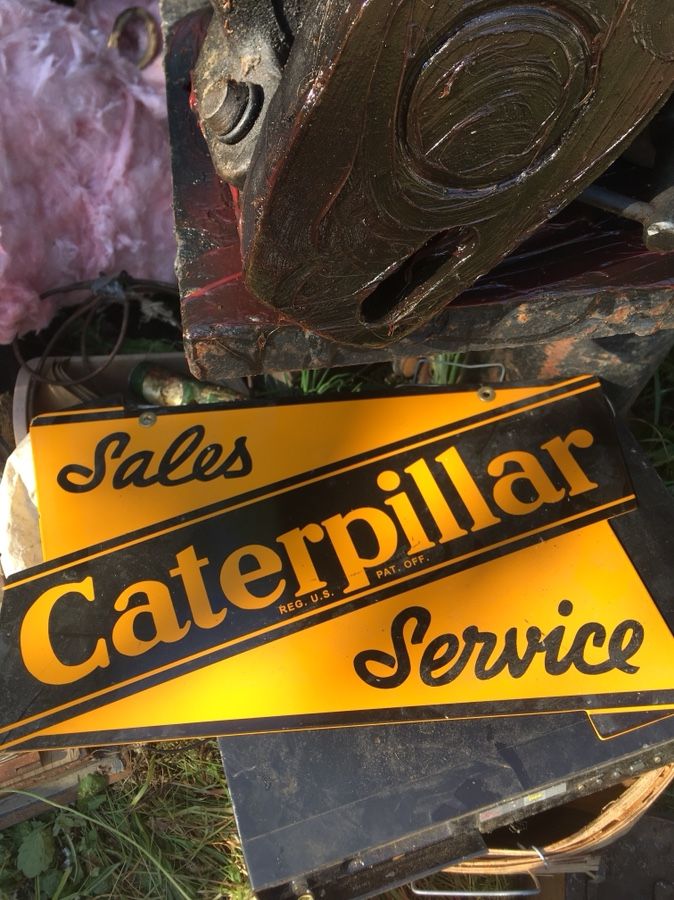 Sales
Caterpillar
REG. U.S. PAT. OFF.
Service